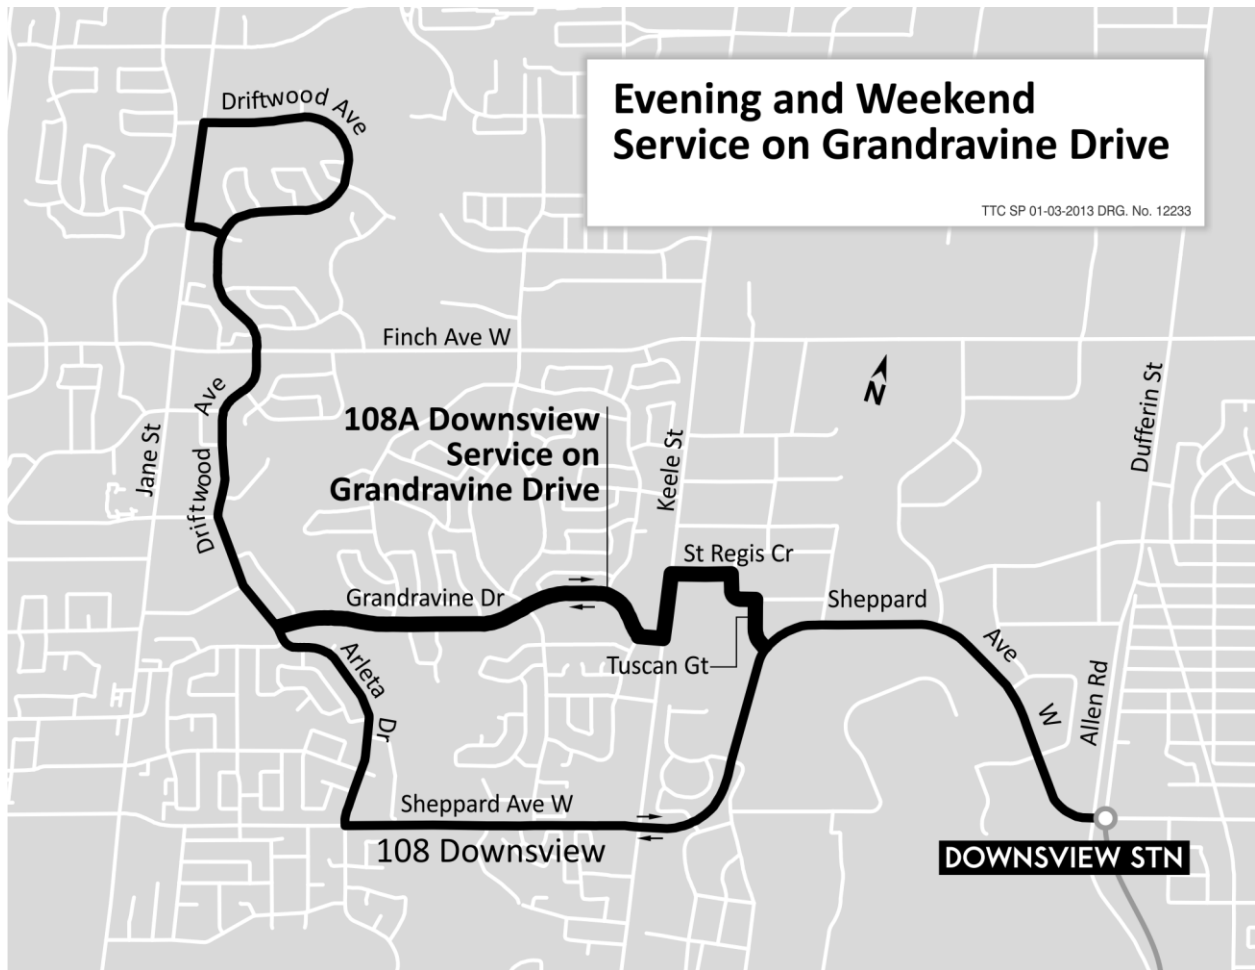 Evening and Weekend
Service on Grandravine Drive
TTC SP 01-03-2013 DRG. No. 12233
Driftwood Ave
Finch Ave W
N
Dufferin St
Jane St
Driftwood Ave
108A Downsview
Service on
Grandravine Drive
Keele St
St Regis Cr
Grandravine Dr
Sheppard Ave W
Tuscan Gt
Arleta Dr
Allen Rd
Sheppard Ave W
108 Downsview
DOWNSVIEW STN